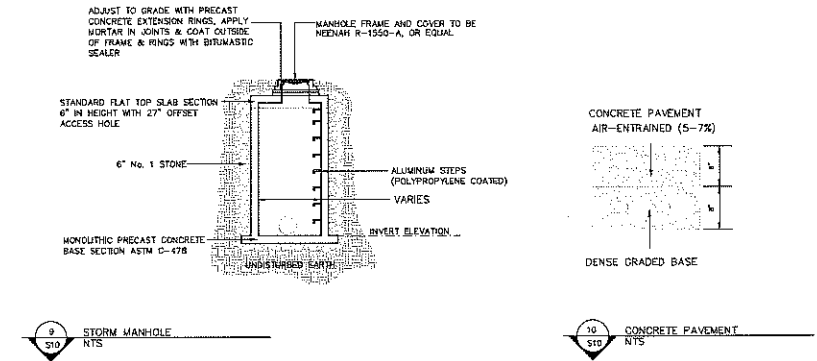 ADJUST TO GRADE WITH PRECAST
CONCRETE EXTENSION RINGS, APPLY
MORTAR IN JOINTS & COAT OUTSIDE
OF FRAME & RINGS WITH BITUMASTIC
SEALER
MANHOLE FRAME AND COVER TO BE
NEENAH R-1550-A, OR EQUAL
STANDARD FLAT TOP SLAB SECTION
6" IN HEIGHT WITH 27" OFFSET
ACCESS HOLE
6" No. 1 STONE
ALUMINUM STEPS
(POLYPROPYLENE COATED)
VARIES
INVERT ELEVATION
MONOLITHIC PRECAST CONCRETE
BASE SECTION ASTM C-478
UNDISTURBED EARTH
9
S10
STORM MANHOLE
NTS
CONCRETE PAVEMENT
AIR-ENTRAINED (5-7%)
DENSE GRADED BASE
10
S10
CONCRETE PAVEMENT
NTS